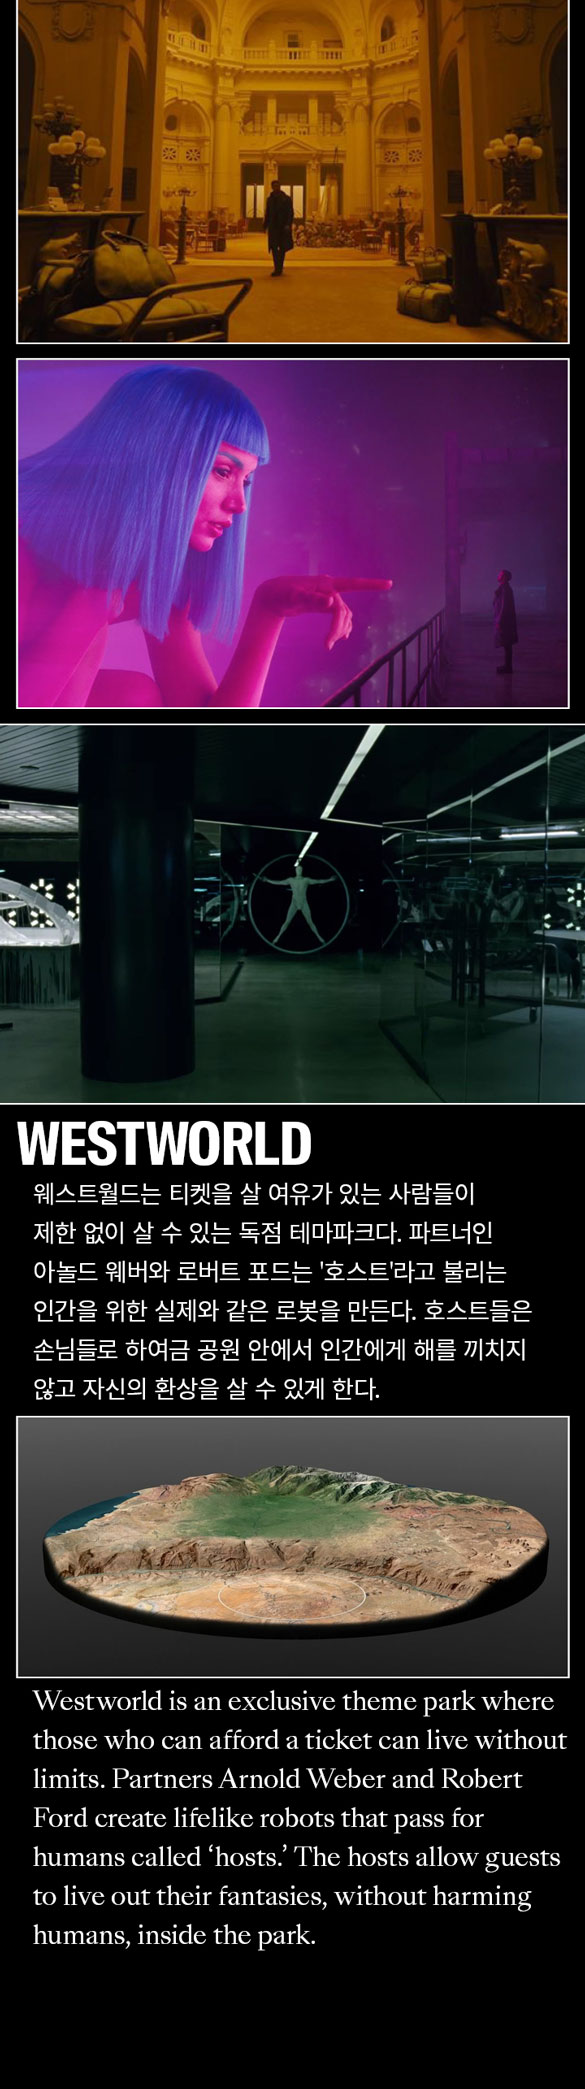 WESTWORLD
웨스트월드는 티켓을 살 여유가 있는 사람들이
제한 없이 살 수 있는 독점 테마파크다. 파트너인
아놀드 웨버와 로버트 포드는 '호스트'라고 불리는
인간을 위한 실제와 같은 로봇을 만든다. 호스트들은
손님들로 하여금 공원 안에서 인간에게 해를 끼치지
않고 자신의 환상을 살 수 있게 한다.
Westworld is an exclusive theme park where
those who can afford a ticket can live without
limits. Partners Arnold Weber and Robert
Ford create lifelike robots that pass for
humans called ‘hosts.’ The hosts allow guests
to live out their fantasies, without harming
humans, inside the park.